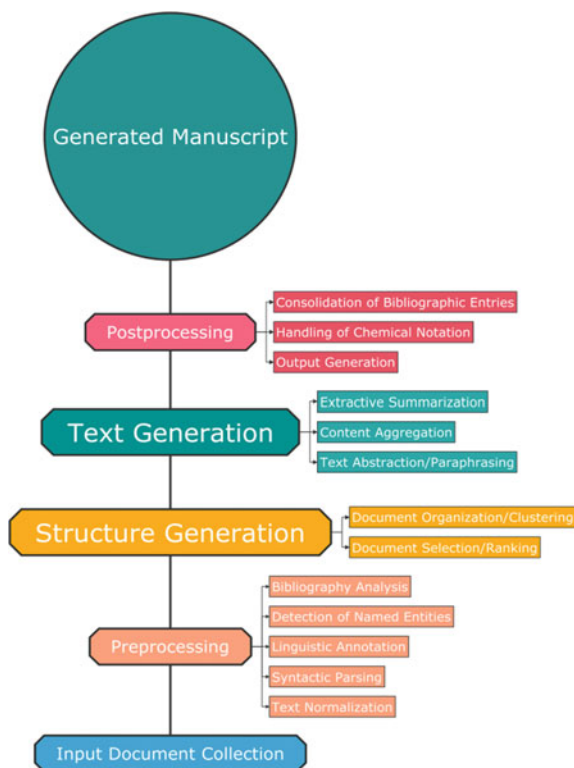 Generated Manuscript
Postprocessing
Consolidation of Bibliographic Entries
Handling of Chemical Notation
Output Generation
Text Generation
Extractive Summarization
Content Aggregation
Text Abstraction/Paraphrasing
Structure Generation
Document Organization/Clustering
Document Selection/Ranking
Preprocessing
Bibliography Analysis
Detection of Named Entities
Linguistic Annotation
Syntactic Parsing
Text Normalization
Input Document Collection